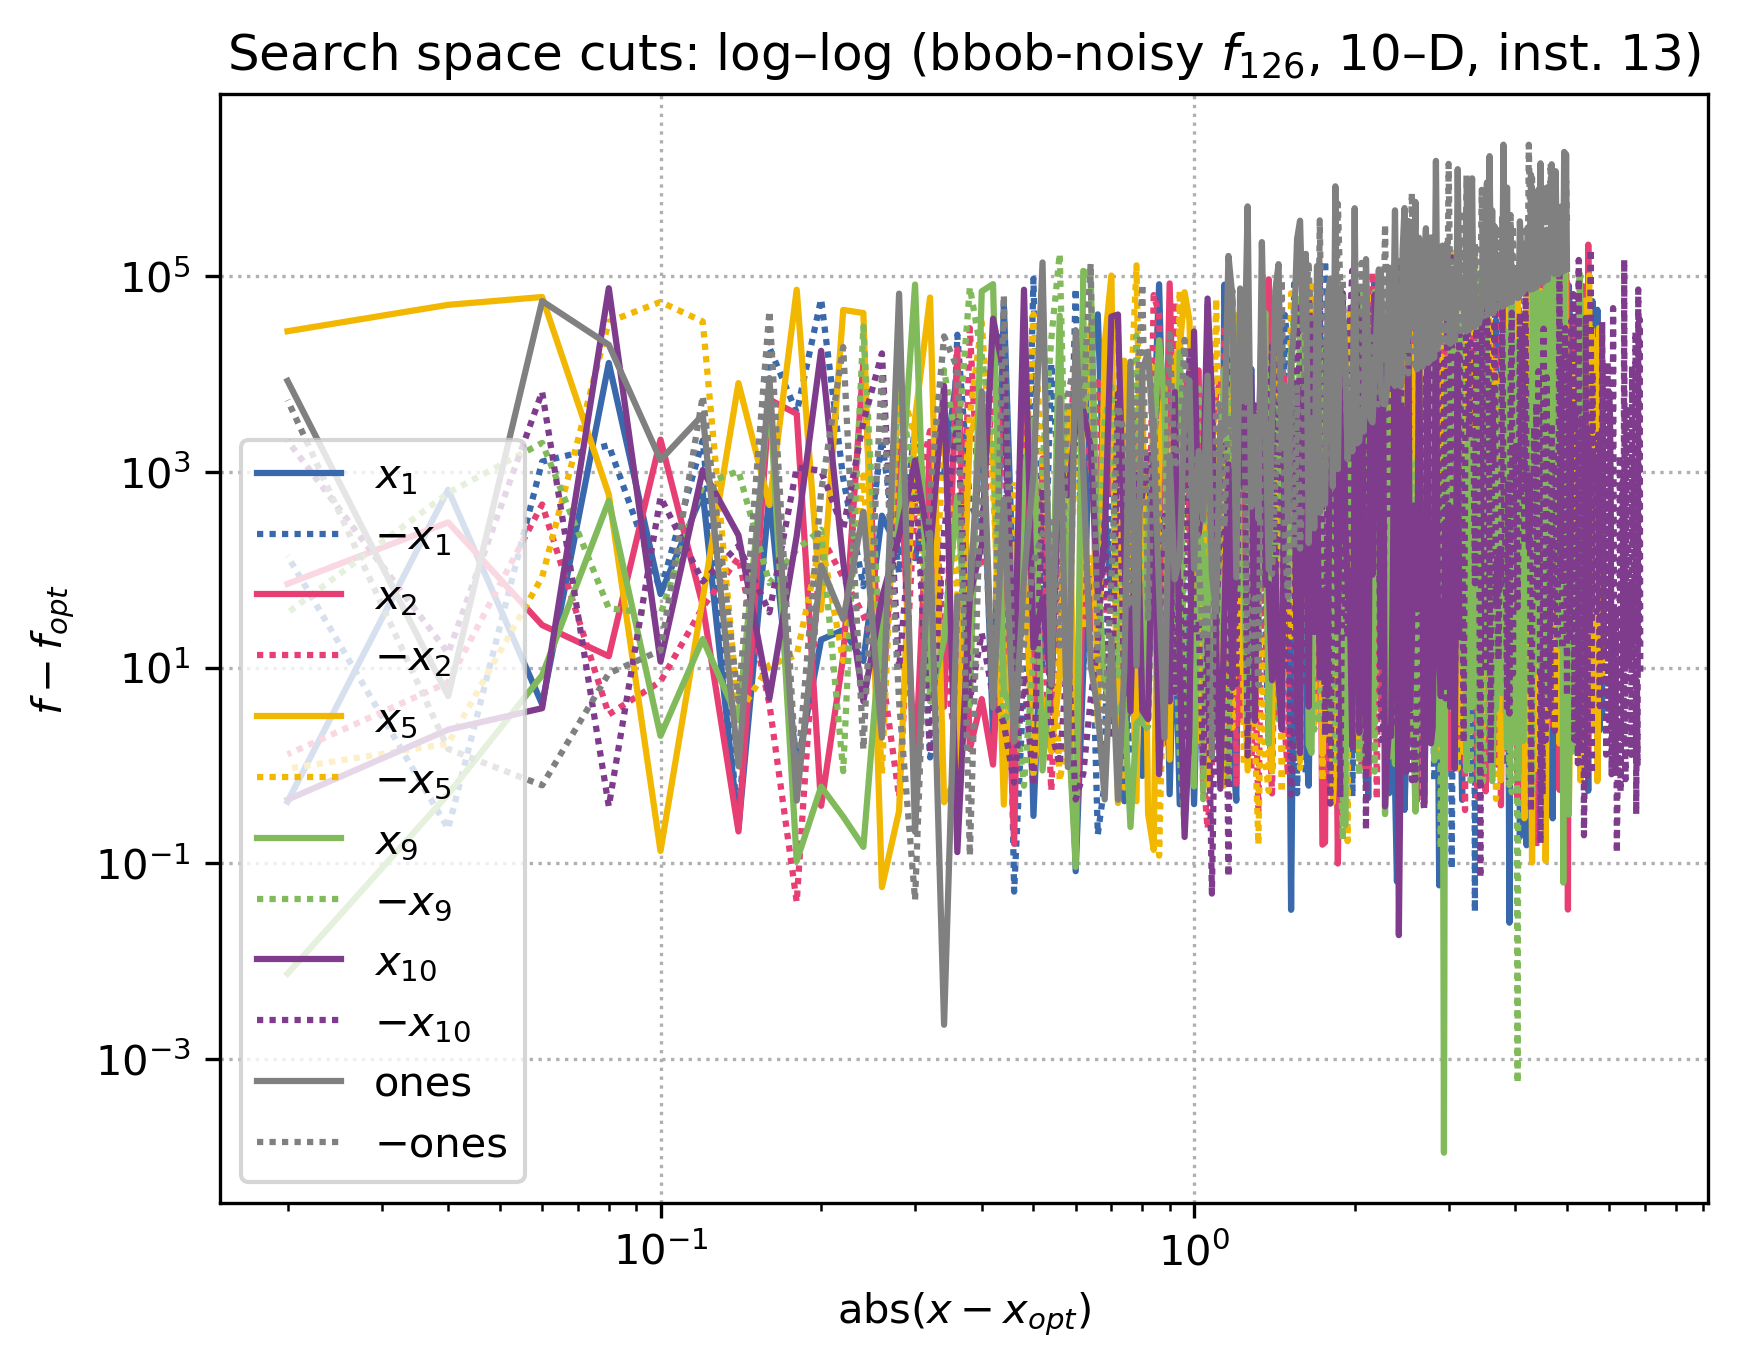 Search space cuts: log–log (bbob-noisy f126, 10–D, inst. 13)
f − fopt
10^5
10^3
10^1
10^−1
10^−3
x1
−x1
x2
−x2
x5
−x5
x9
−x9
x10
−x10
ones
−ones
10^−1
10^0
abs(x − xopt)